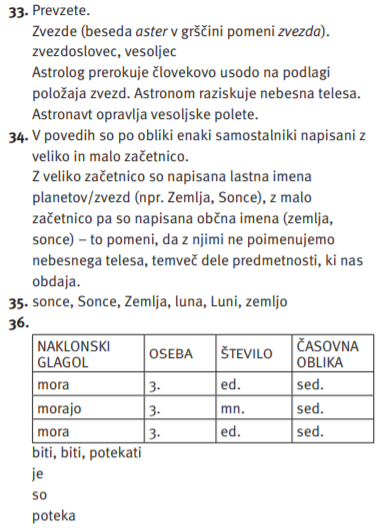 33. Prevzete.
Zvezde (beseda aster v grščini pomeni zvezda).
zvezdoslovec, vesoljec
Astrolog prerokuje človekovo usodo na podlagi
položaja zvezd. Astronom raziskuje nebesna telesa.
Astronavt opravlja vesoljske polete.
34. V povedih so po obliki enaki samostalniki napisani z
veliko in malo začetnico.
Z veliko začetnico so napisana lastna imena
planetov/zvezd (npr. Zemlja, Sonce), z malo
začetnico pa so napisana občna imena (zemlja,
sonce) – to pomeni, da z njimi ne poimenujemo
nebesnega telesa, temveč dele predmetnosti, ki nas
obdaja.
35. sonce, Sonce, Zemlja, luna, Luni, zemljo
36.
NAKLONSKI GLAGOL OSEBA ŠTEVILO ČASOVNA OBLIKA
mora 3. ed. sed.
morajo 3. mn. sed.
mora 3. ed. sed.
biti, biti, potekati
je
so
poteka